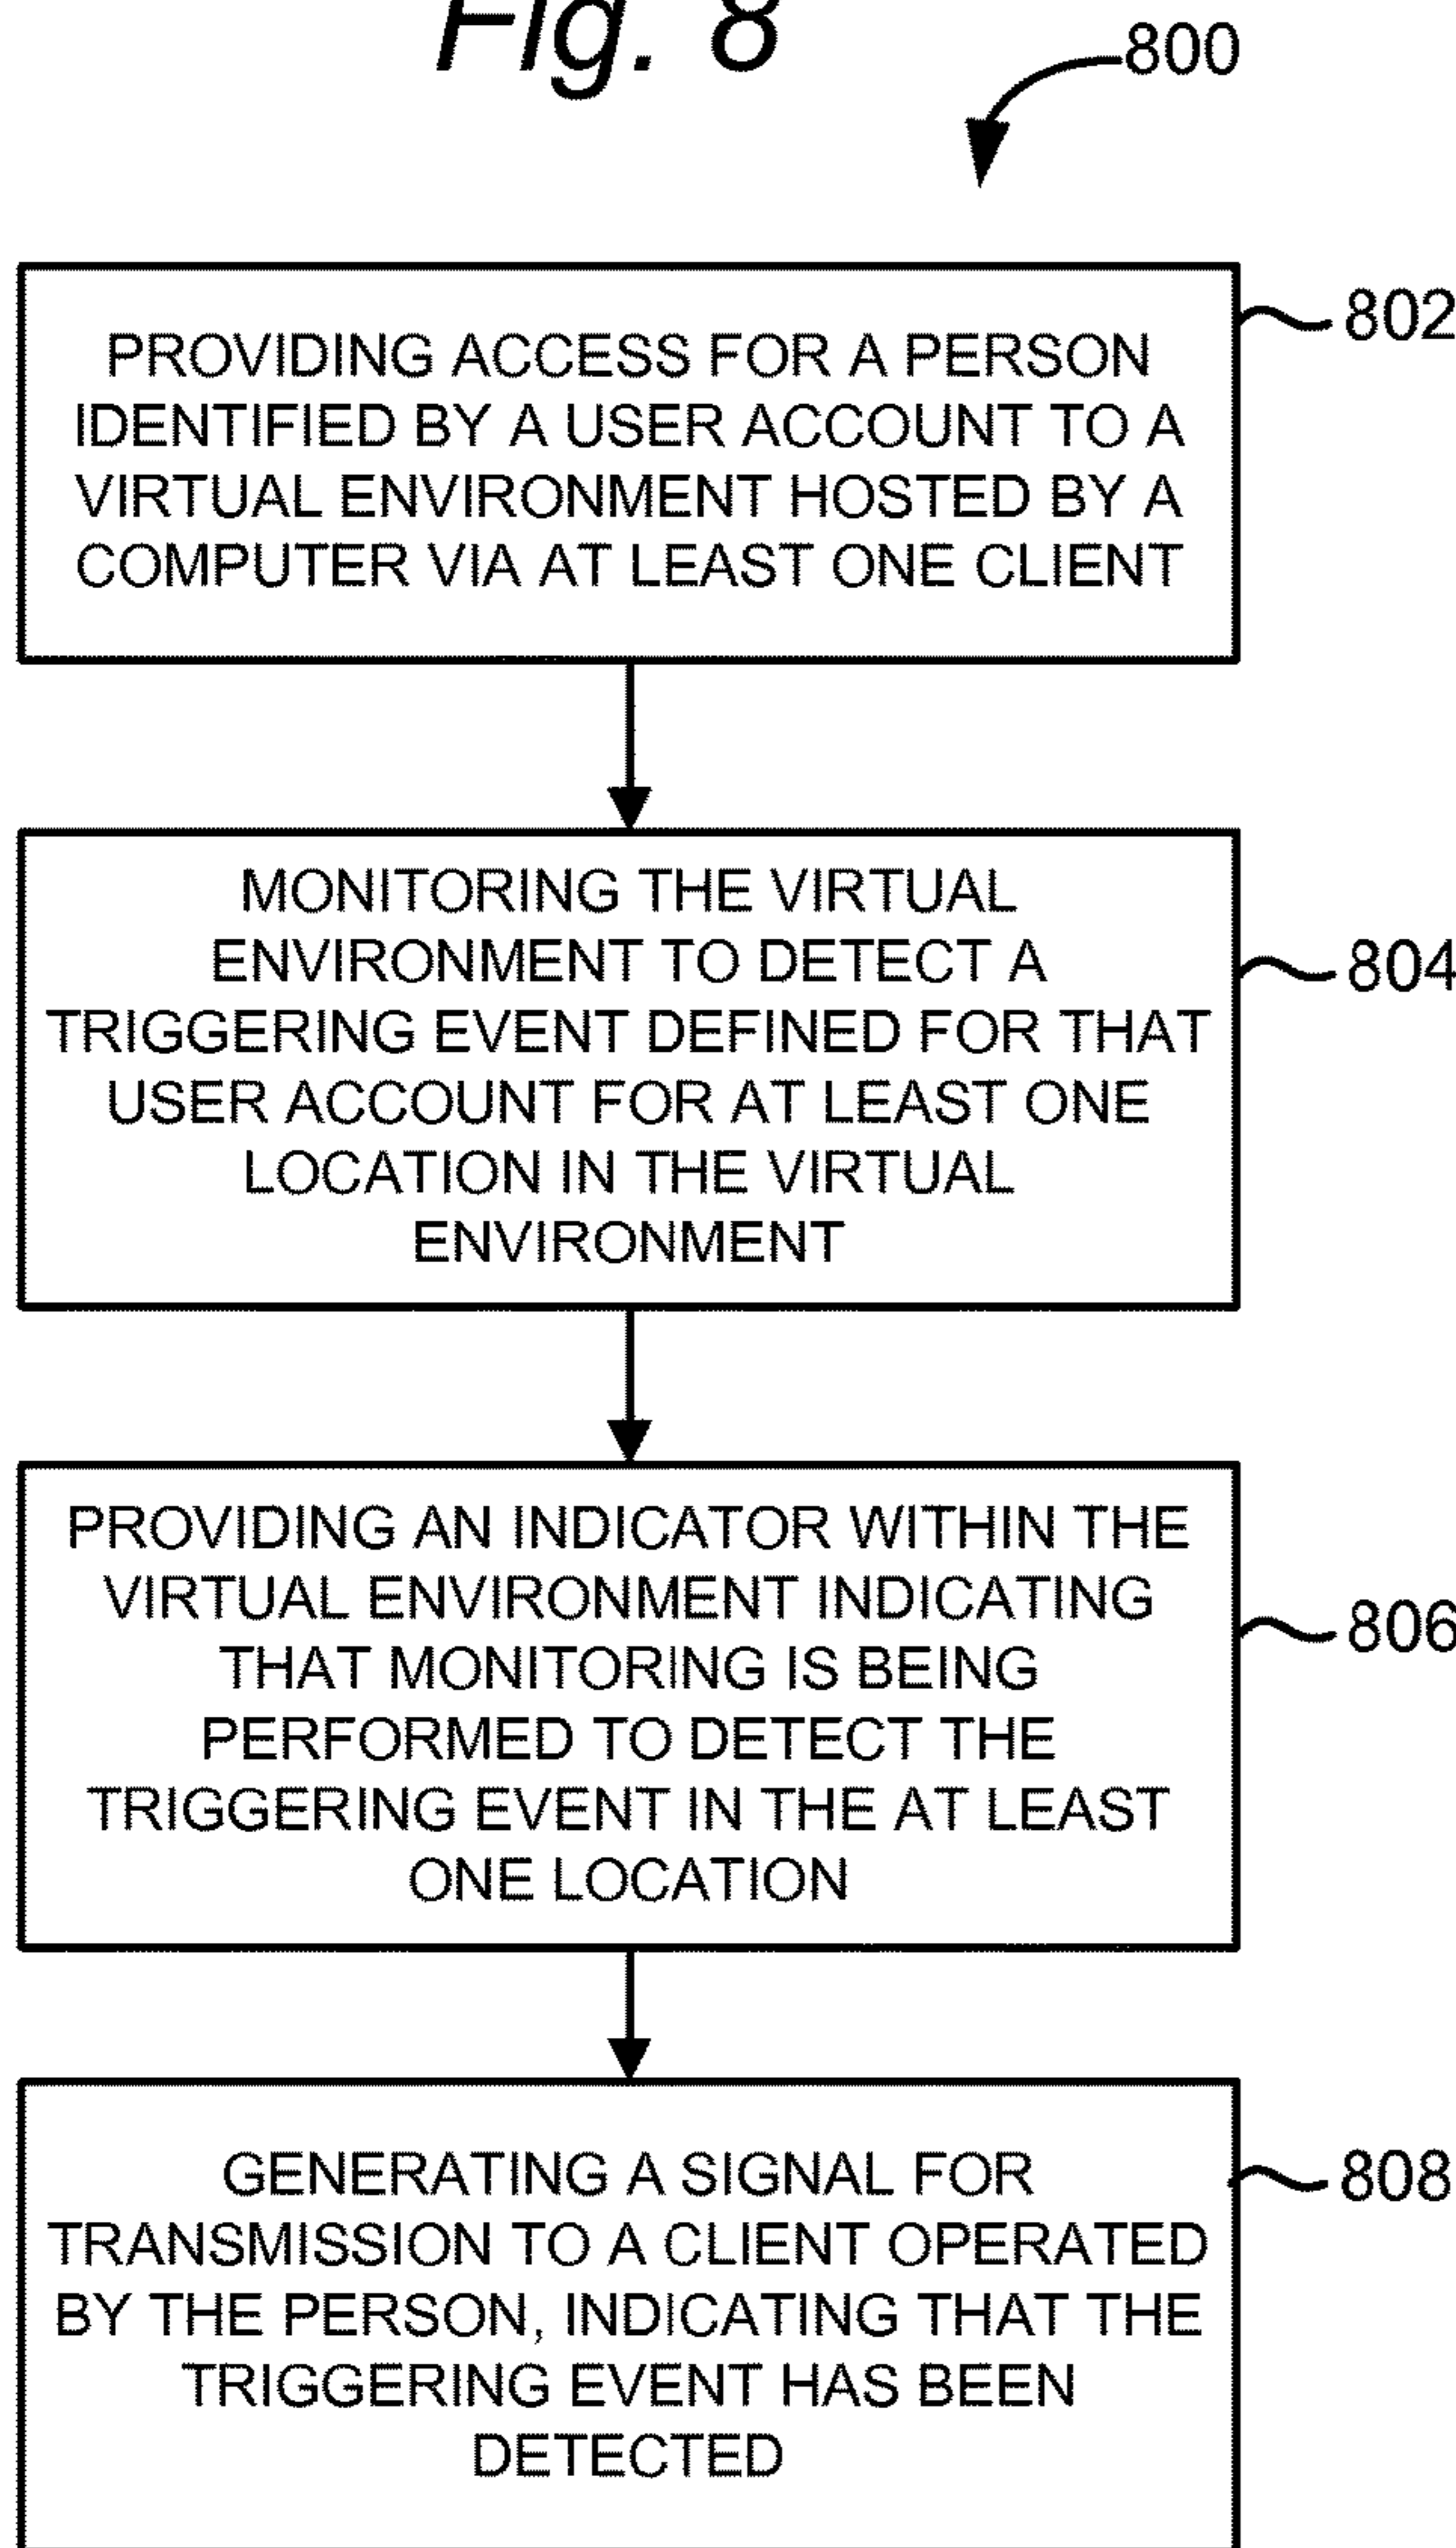 Fig. 8
800
PROVIDING ACCESS FOR A PERSON
IDENTIFIED BY A USER ACCOUNT TO A
VIRTUAL ENVIRONMENT HOSTED BY A
COMPUTER VIA AT LEAST ONE CLIENT
802
MONITORING THE VIRTUAL
ENVIRONMENT TO DETECT A
TRIGGERING EVENT DEFINED FOR THAT
USER ACCOUNT FOR AT LEAST ONE
LOCATION IN THE VIRTUAL
ENVIRONMENT
804
PROVIDING AN INDICATOR WITHIN THE
VIRTUAL ENVIRONMENT INDICATING
THAT MONITORING IS BEING
PERFORMED TO DETECT THE
TRIGGERING EVENT IN THE AT LEAST
ONE LOCATION
806
GENERATING A SIGNAL FOR
TRANSMISSION TO A CLIENT OPERATED
BY THE PERSON, INDICATING THAT THE
TRIGGERING EVENT HAS BEEN
DETECTED
808